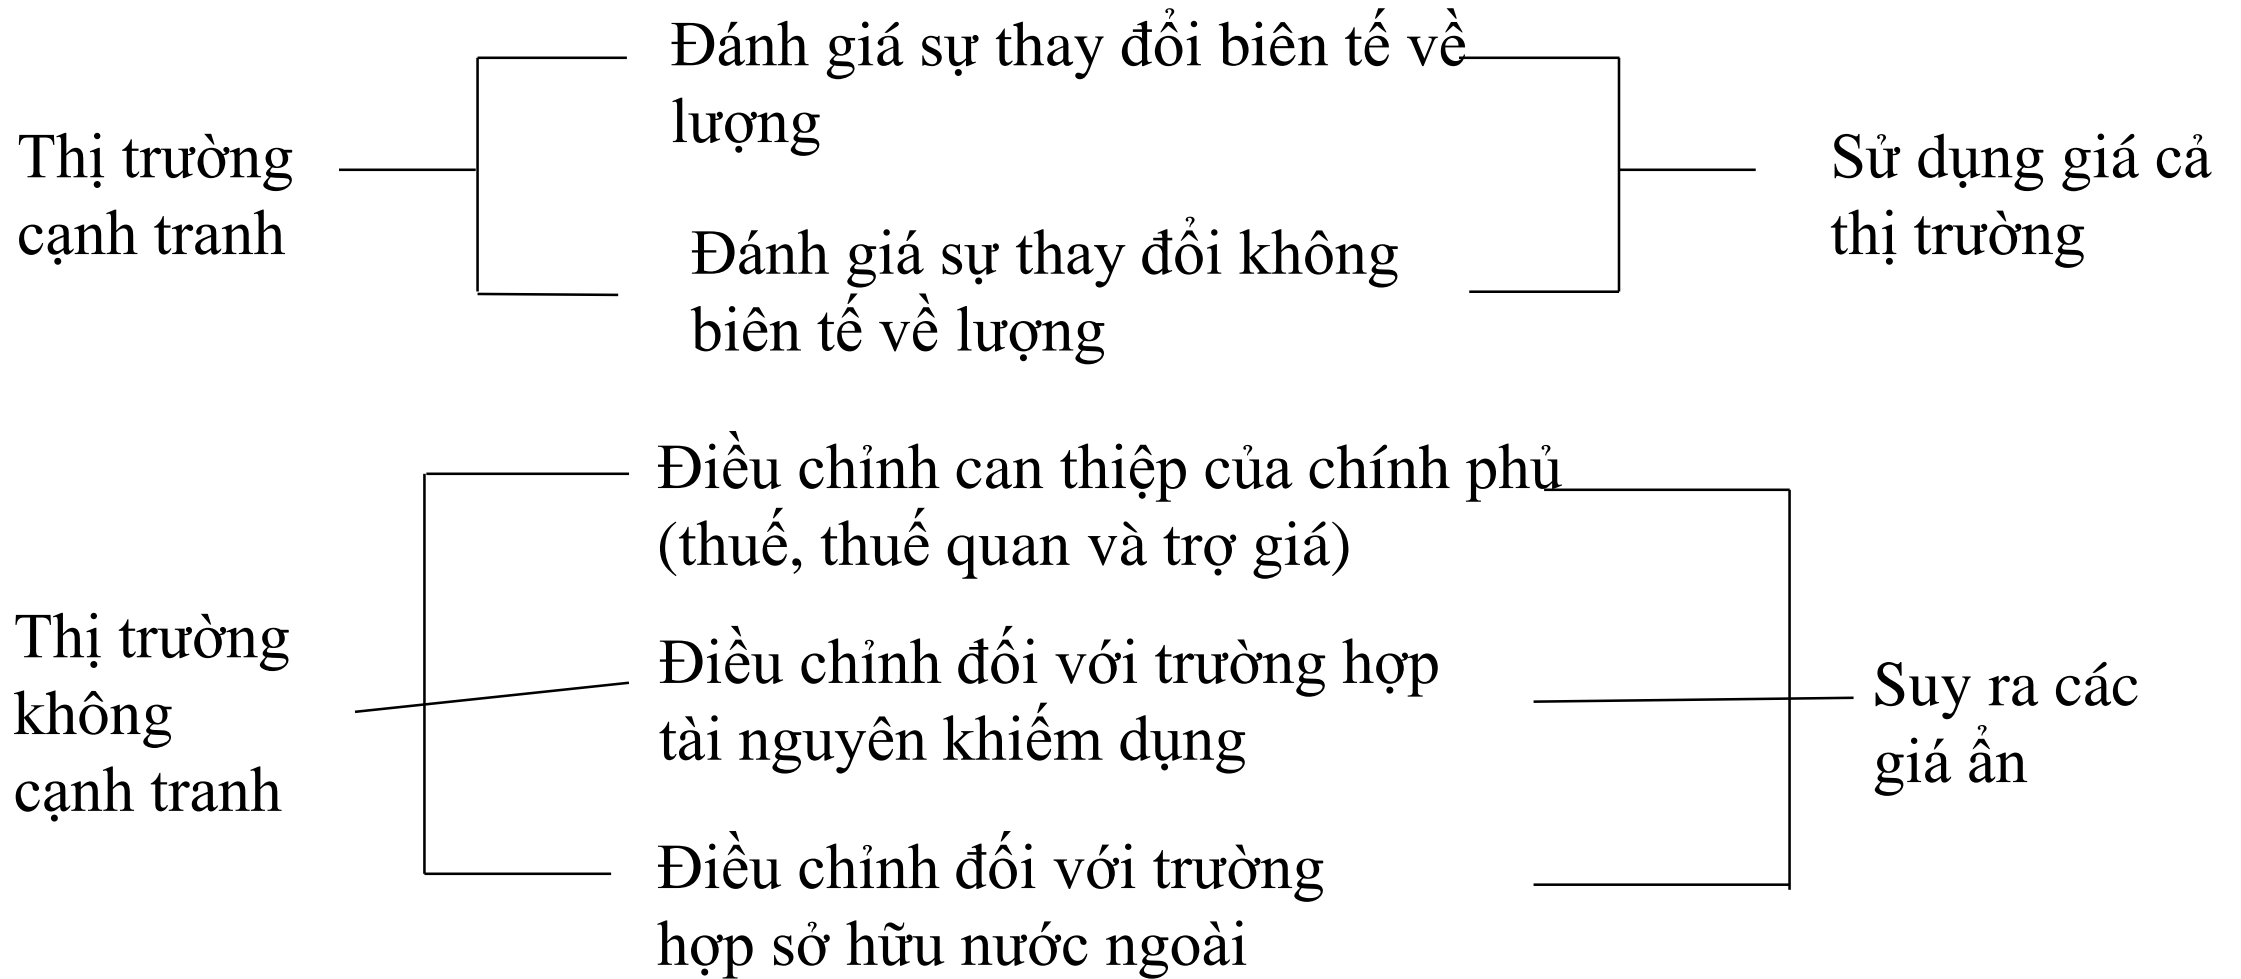 Thị trường
cạnh tranh
Đánh giá sự thay đổi biên tế về
lượng
Đánh giá sự thay đổi không
biên tế về lượng
Sử dụng giá cả
thị trường
Thị trường
không
cạnh tranh
Điều chỉnh can thiệp của chính phủ
(thuế, thuế quan và trợ giá)
Điều chỉnh đối với trường hợp
tài nguyên khiếm dụng
Điều chỉnh đối với trường
hợp sở hữu nước ngoài
Suy ra các
giá ẩn